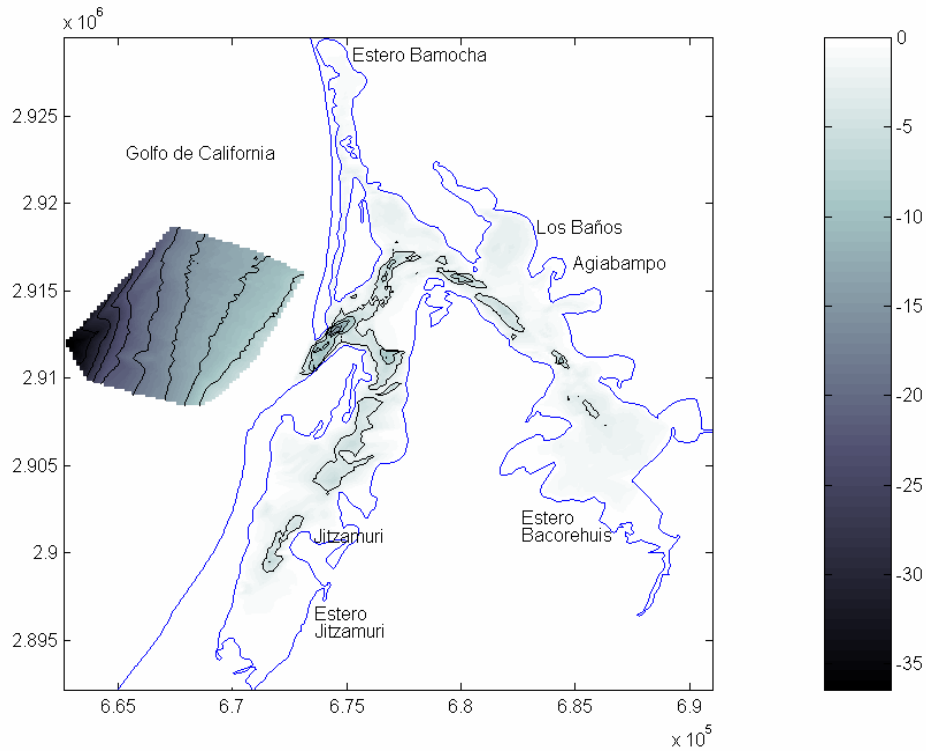 x 10^6
Estero Bamocha
0
2.925
-5
Golfo de California
2.92
Los Baños
-10
Agiabampo
2.915
-15
2.91
-20
2.905
-25
Estero
Bacorehuis
Jitzamuri
2.9
-30
Estero
Jitzamuri
2.895
-35
6.65 6.7 6.75 6.8 6.85 6.9
x 10^5